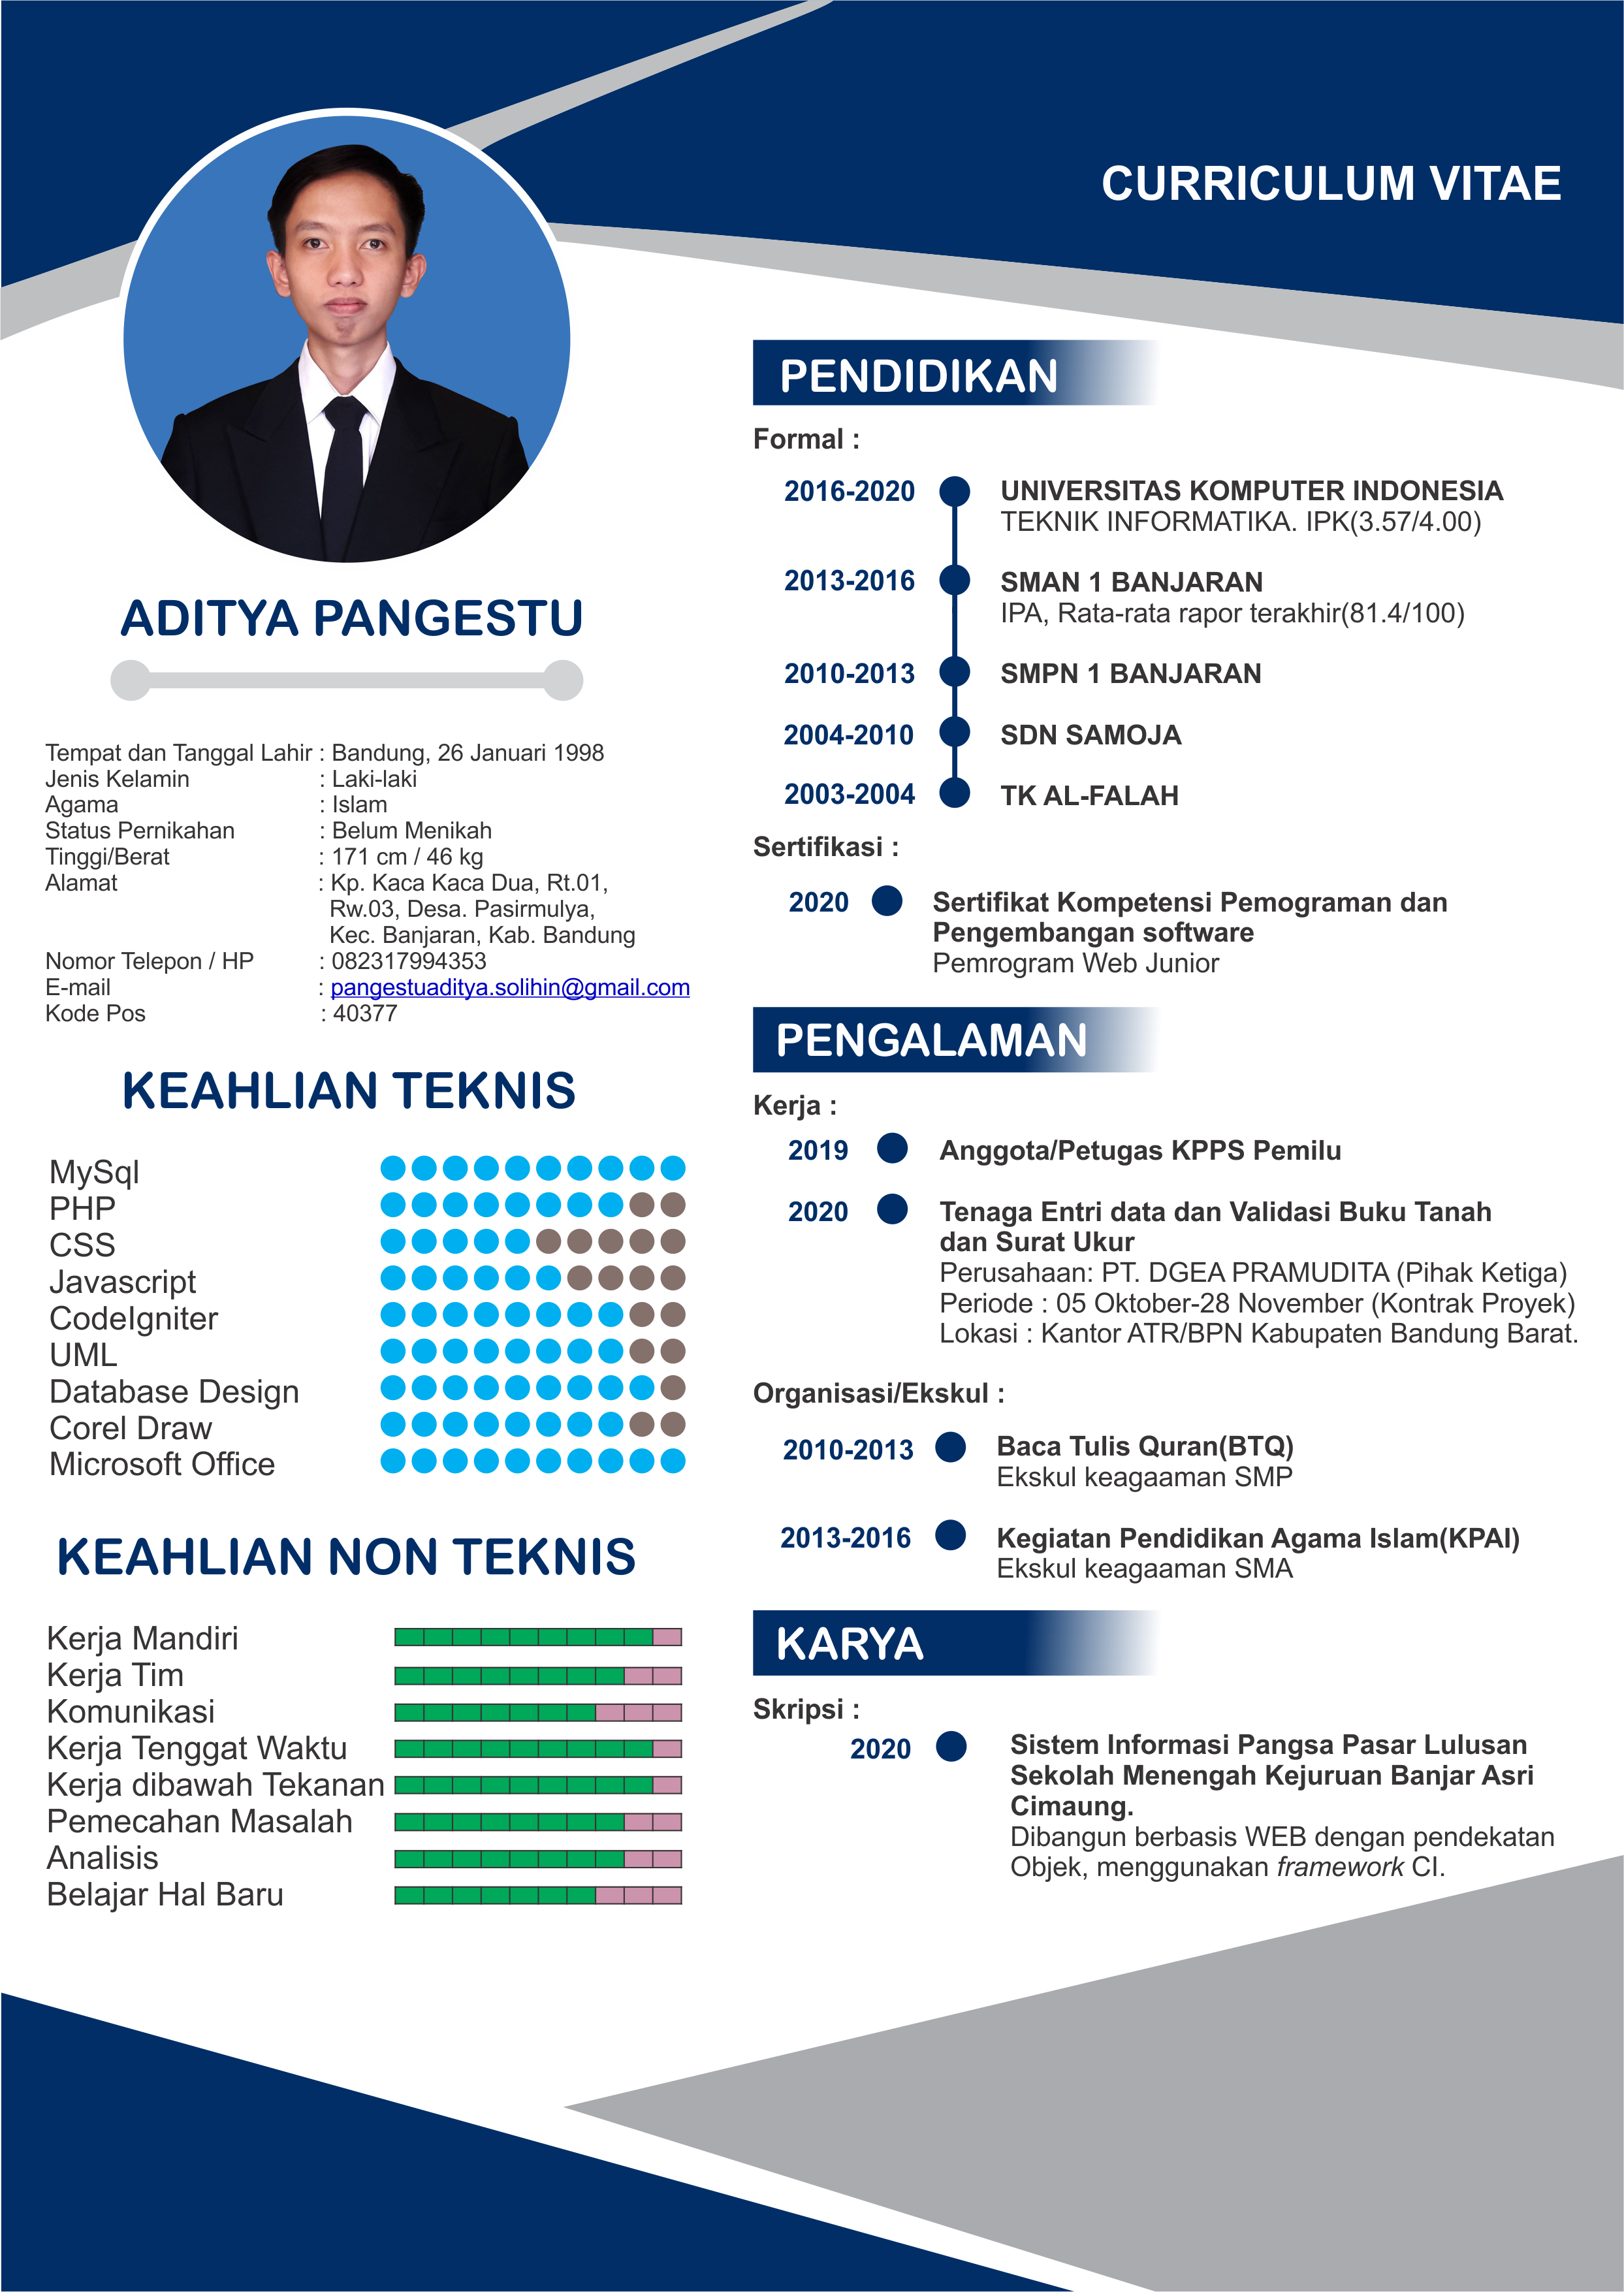 CURRICULUM VITAE
ADITYA PANGESTU
Tempat dan Tanggal Lahir : Bandung, 26 Januari 1998
Jenis Kelamin : Laki-laki
Agama : Islam
Status Pernikahan : Belum Menikah
Tinggi/Berat : 171 cm / 46 kg
Alamat : Kp. Kaca Kaca Dua, Rt.01,
Rw.03, Desa. Pasirmulya,
Kec. Banjaran, Kab. Bandung
Nomor Telepon / HP : 082317994353
E-mail : pangestuaditya.solihin@gmail.com
Kode Pos : 40377
KEAHLIAN TEKNIS
MySql
PHP
CSS
Javascript
CodeIgniter
UML
Database Design
Corel Draw
Microsoft Office
KEAHLIAN NON TEKNIS
Kerja Mandiri
Kerja Tim
Komunikasi
Kerja Tenggat Waktu
Kerja dibawah Tekanan
Pemecahan Masalah
Analisis
Belajar Hal Baru
PENDIDIKAN
Formal :
2016-2020 UNIVERSITAS KOMPUTER INDONESIA
TEKNIK INFORMATIKA. IPK(3.57/4.00)
2013-2016 SMAN 1 BANJARAN
IPA, Rata-rata rapor terakhir(81.4/100)
2010-2013 SMPN 1 BANJARAN
2004-2010 SDN SAMOJA
2003-2004 TK AL-FALAH
Sertifikasi :
2020 Sertifikat Kompetensi Pemograman dan
Pengembangan software
Pemrogram Web Junior
PENGALAMAN
Kerja :
2019 Anggota/Petugas KPPS Pemilu
2020 Tenaga Entri data dan Validasi Buku Tanah
dan Surat Ukur
Perusahaan: PT. DGEA PRAMUDITA (Pihak Ketiga)
Periode : 05 Oktober-28 November (Kontrak Proyek)
Lokasi : Kantor ATR/BPN Kabupaten Bandung Barat.
Organisasi/Ekskul :
2010-2013 Baca Tulis Quran(BTQ)
Ekskul keagaaman SMP
2013-2016 Kegiatan Pendidikan Agama Islam(KPAI)
Ekskul keagaaman SMA
KARYA
Skripsi :
2020 Sistem Informasi Pangsa Pasar Lulusan
Sekolah Menengah Kejuruan Banjar Asri
Cimaung.
Dibangun berbasis WEB dengan pendekatan
Objek, menggunakan framework CI.